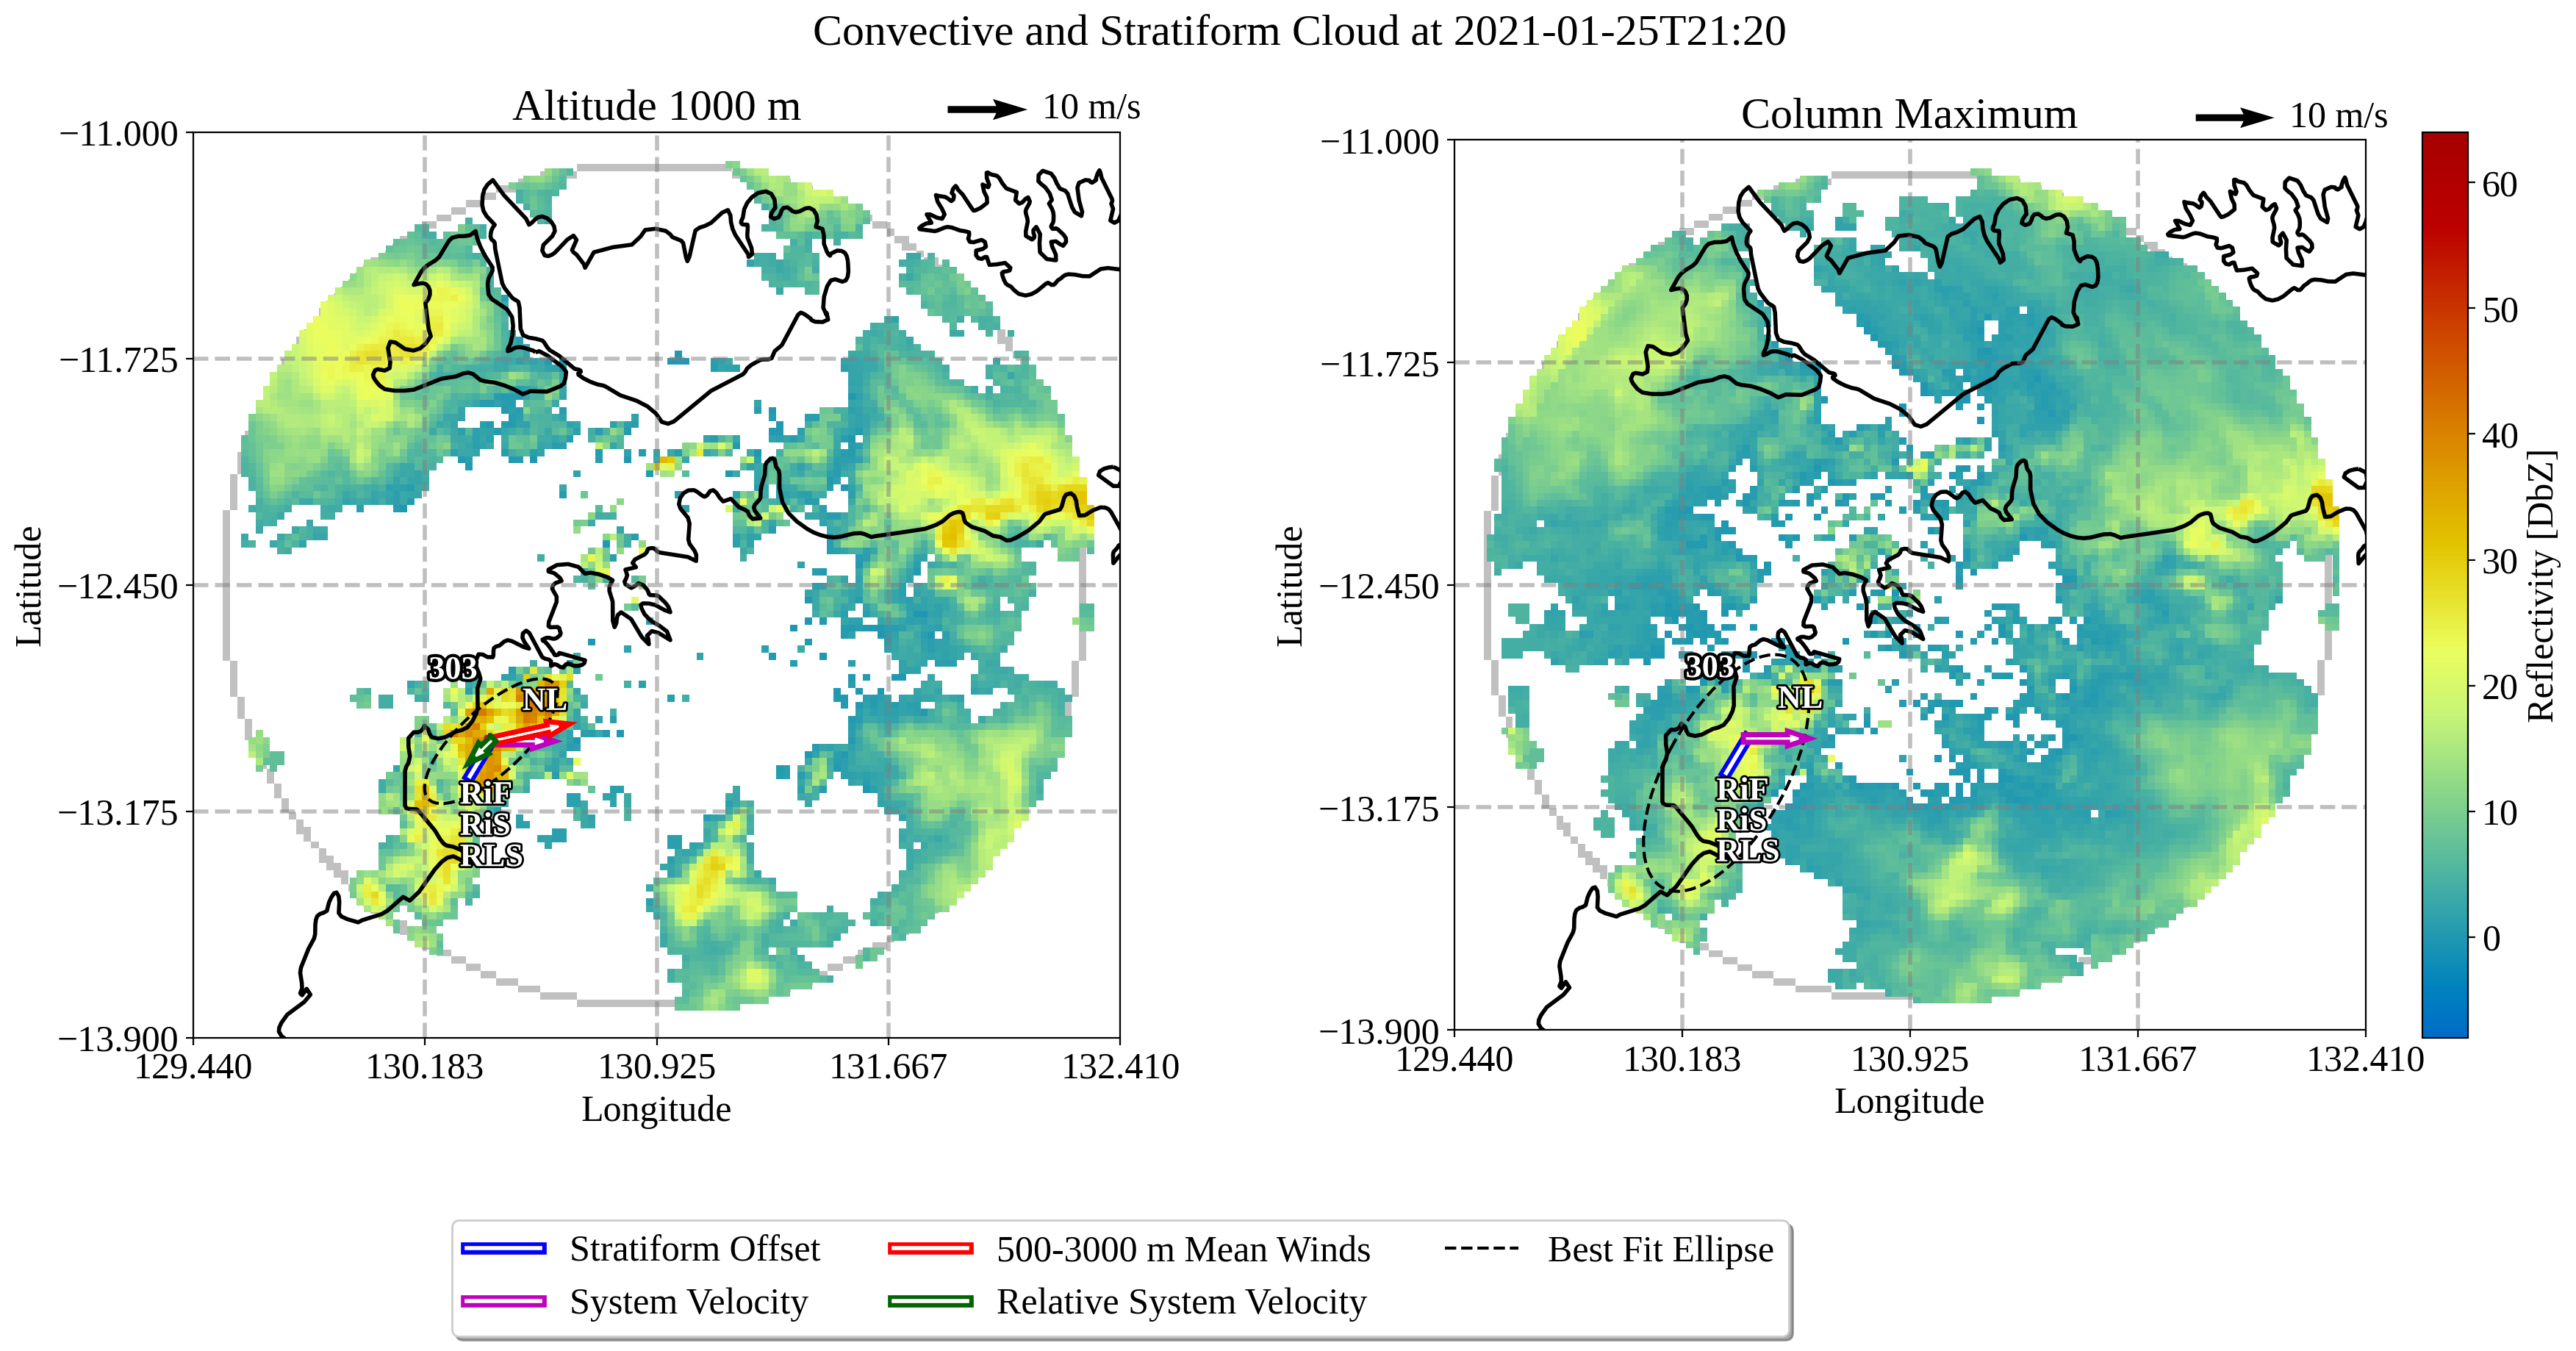 Convective and Stratiform Cloud at 2021-01-25T21:20
Altitude 1000 m
10 m/s
−11.000
−11.725
−12.450
−13.175
−13.900
129.440
130.183
130.925
131.667
132.410
Latitude
Longitude
303
NL
RiF
RiS
RLS
Column Maximum
10 m/s
−11.000
−11.725
−12.450
−13.175
−13.900
129.440
130.183
130.925
131.667
132.410
Latitude
Longitude
303
NL
RiF
RiS
RLS
60
50
40
30
20
10
0
Reflectivity [DbZ]
Stratiform Offset
System Velocity
500-3000 m Mean Winds
Relative System Velocity
Best Fit Ellipse